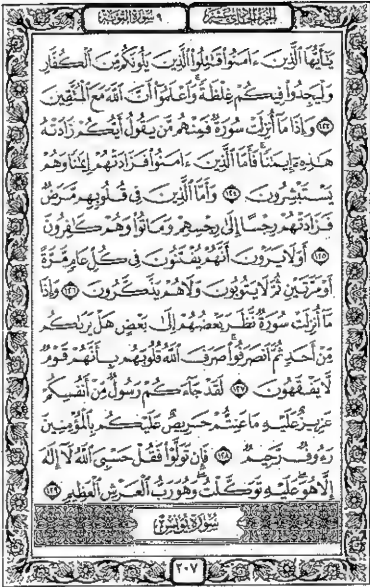 الجزء الحادي عشر ٩ سورة التوبة
يَٰٓأَيُّهَا ٱلَّذِينَ ءَامَنُوا۟ قَٰتِلُوا۟ ٱلَّذِينَ يَلُونَكُم مِّنَ ٱلْكُفَّارِ
وَلْيَجِدُوا۟ فِيكُمْ غِلْظَةً ۚ وَٱعْلَمُوٓا۟ أَنَّ ٱللَّهَ مَعَ ٱلْمُتَّقِينَ
١٢٣ وَإِذَا مَآ أُنزِلَتْ سُورَةٌ فَمِنْهُم مَّن يَقُولُ أَيُّكُمْ زَادَتْهُ
هَٰذِهِۦٓ إِيمَٰنًا ۚ فَأَمَّا ٱلَّذِينَ ءَامَنُوا۟ فَزَادَتْهُمْ إِيمَٰنًا وَهُمْ
يَسْتَبْشِرُونَ ١٢٤ وَأَمَّا ٱلَّذِينَ فِى قُلُوبِهِم مَّرَضٌ
فَزَادَتْهُمْ رِجْسًا إِلَىٰ رِجْسِهِمْ وَمَاتُوا۟ وَهُمْ كَٰفِرُونَ
١٢٥ أَوَلَا يَرَوْنَ أَنَّهُمْ يُفْتَنُونَ فِى كُلِّ عَامٍ مَّرَّةً
أَوْ مَرَّتَيْنِ ثُمَّ لَا يَتُوبُونَ وَلَا هُمْ يَذَّكَّرُونَ ١٢٦ وَإِذَا
مَآ أُنزِلَتْ سُورَةٌ نَّظَرَ بَعْضُهُمْ إِلَىٰ بَعْضٍ هَلْ يَرَىٰكُم
مِّنْ أَحَدٍ ثُمَّ ٱنصَرَفُوا۟ ۚ صَرَفَ ٱللَّهُ قُلُوبَهُم بِأَنَّهُمْ قَوْمٌ
لَّا يَفْقَهُونَ ١٢٧ لَقَدْ جَآءَكُمْ رَسُولٌ مِّنْ أَنفُسِكُمْ
عَزِيزٌ عَلَيْهِ مَا عَنِتُّمْ حَرِيصٌ عَلَيْكُم بِٱلْمُؤْمِنِينَ
رَءُوفٌ رَّحِيمٌ ١٢٨ فَإِن تَوَلَّوْا۟ فَقُلْ حَسْبِىَ ٱللَّهُ لَآ إِلَٰهَ
إِلَّا هُوَ ۖ عَلَيْهِ تَوَكَّلْتُ ۖ وَهُوَ رَبُّ ٱلْعَرْشِ ٱلْعَظِيمِ ١٢٩
سورة يونس
٢٠٧